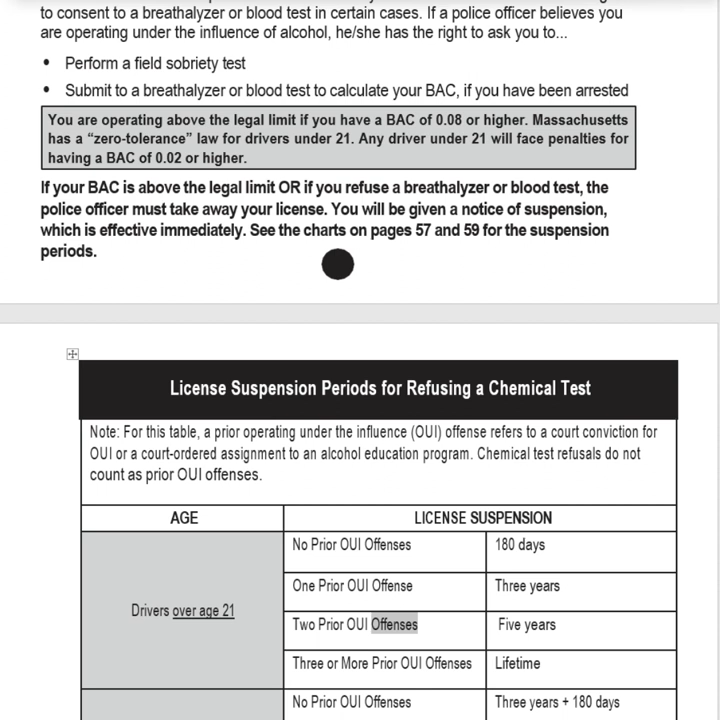 to consent to a breathalyzer or blood test in certain cases. If a police officer believes you
are operating under the influence of alcohol, he/she has the right to ask you to...
• Perform a field sobriety test
• Submit to a breathalyzer or blood test to calculate your BAC, if you have been arrested
You are operating above the legal limit if you have a BAC of 0.08 or higher. Massachusetts
has a “zero-tolerance” law for drivers under 21. Any driver under 21 will face penalties for
having a BAC of 0.02 or higher.
If your BAC is above the legal limit OR if you refuse a breathalyzer or blood test, the
police officer must take away your license. You will be given a notice of suspension,
which is effective immediately. See the charts on pages 57 and 59 for the suspension
periods.
License Suspension Periods for Refusing a Chemical Test
Note: For this table, a prior operating under the influence (OUI) offense refers to a court conviction for
OUI or a court-ordered assignment to an alcohol education program. Chemical test refusals do not
count as prior OUI offenses.
AGE LICENSE SUSPENSION
No Prior OUI Offenses 180 days
One Prior OUI Offense Three years
Drivers over age 21
Two Prior OUI Offenses Five years
Three or More Prior OUI Offenses Lifetime
No Prior OUI Offenses Three years + 180 days